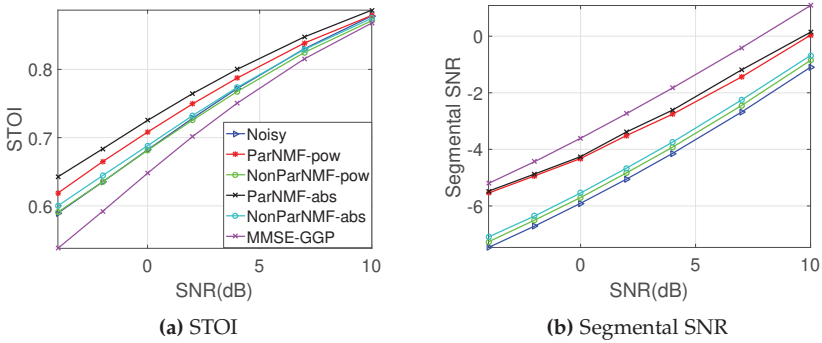 STOI
0.8
0.7
0.6
0
5
10
SNR(dB)
Noisy
ParNMF-pow
NonParNMF-pow
ParNMF-abs
NonParNMF-abs
MMSE-GGP
(a) STOI
Segmental SNR
0
-2
-4
-6
0
5
10
SNR(dB)
(b) Segmental SNR